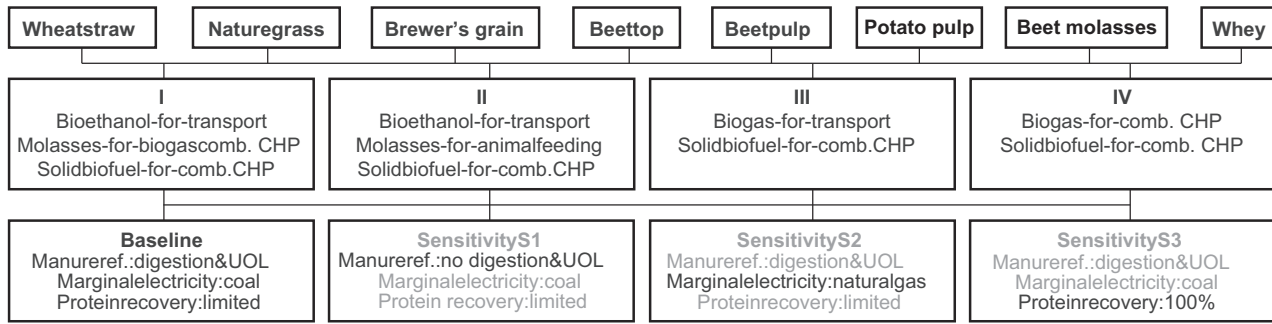 Wheatstraw
Naturegrass
Brewer's grain
Beettop
Beetpulp
Potato pulp
Beet molasses
Whey
I
Bioethanol-for-transport
Molasses-for-biogascomb. CHP
Solidbiofuel-for-comb.CHP
II
Bioethanol-for-transport
Molasses-for-animalfeeding
Solidbiofuel-for-comb.CHP
III
Biogas-for-transport
Solidbiofuel-for-comb.CHP
IV
Biogas-for-comb. CHP
Solidbiofuel-for-comb. CHP
Baseline
Manureref.:digestion&UOL
Marginalelectricity:coal
Proteinrecovery:limited
SensitivityS1
Manureref.:no digestion&UOL
Marginalelectricity:coal
Protein recovery:limited
SensitivityS2
Manureref.:digestion&UOL
Marginalelectricity:naturalgas
Proteinrecovery:limited
SensitivityS3
Manureref.:digestion&UOL
Marginalelectricity:coal
Proteinrecovery:100%